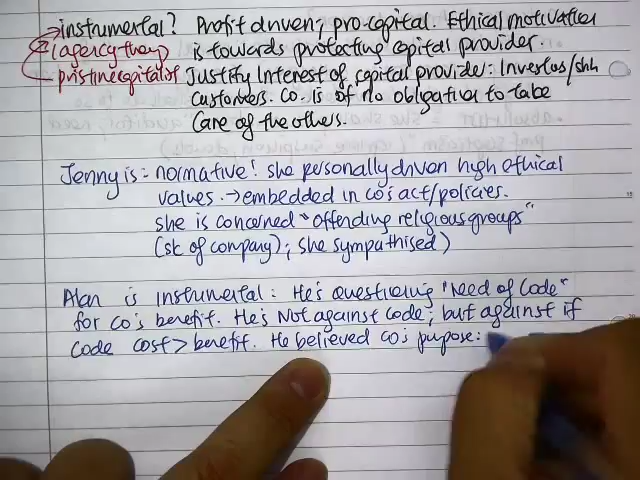 instrumental? Profit driven; pro-capital. Ethical motivation
(agency theory) is towards protecting capital provider.
pristine capitalist Justify interest of capital provide: Investos/shh
customers. Co. is of no obligation to take
care of the others.
Jenny is: normative! she personally driven high ethical
values. → embedded in co's act/policies.
she is concerned "offending religious groups"
(sk of company); she sympathised)
Alan is instrumental: He's questioning "need of Code"
for co's benefit. He's Not against code; but against if
code cost > benefit. He believed co's purpose: